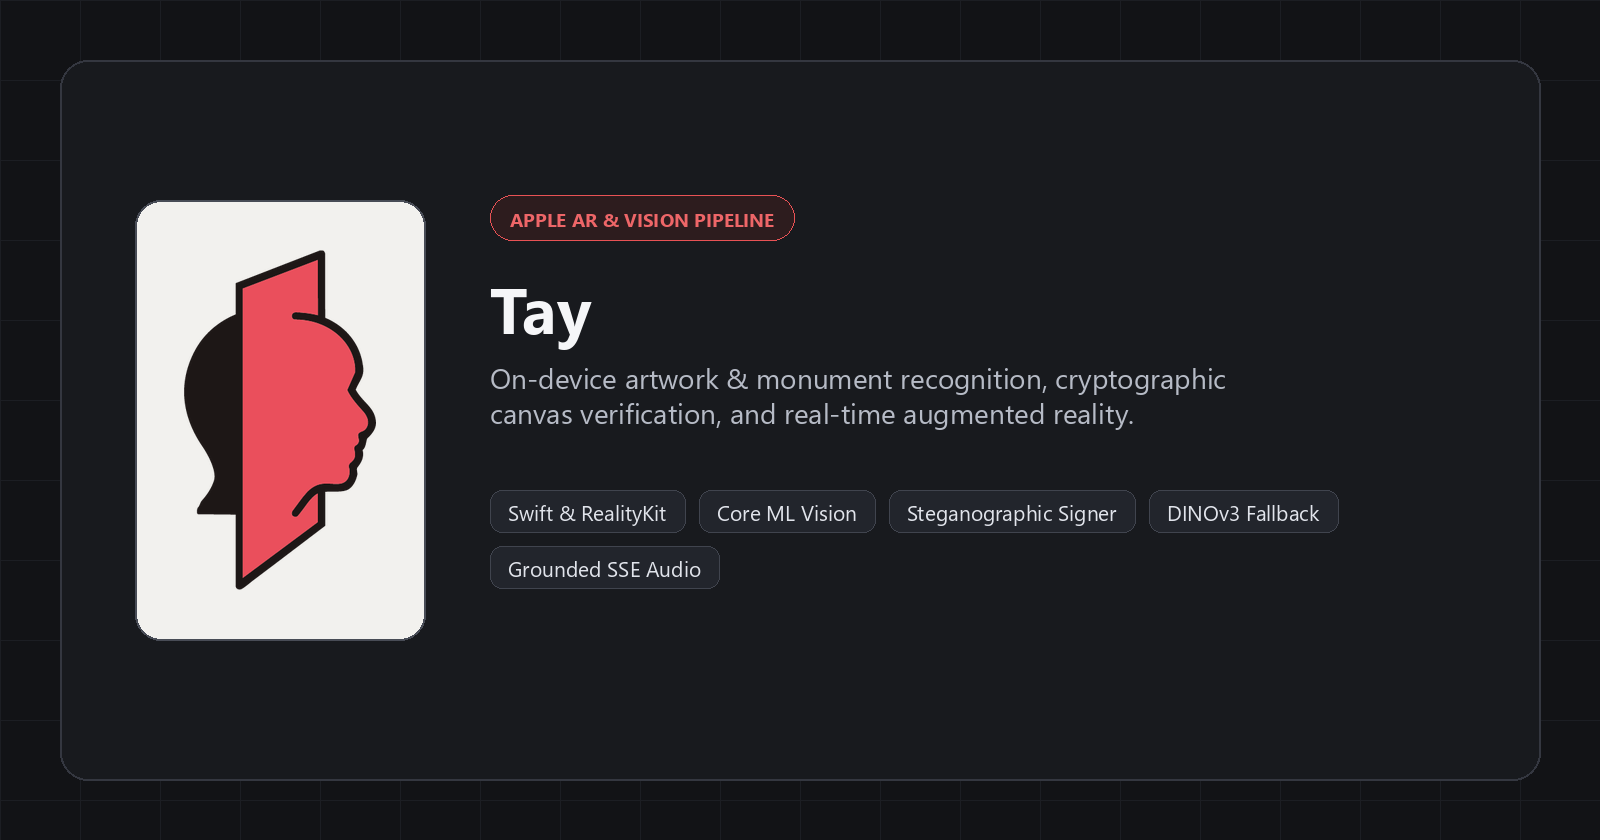 APPLE AR & VISION PIPELINE
Tay
On-device artwork & monument recognition, cryptographic
canvas verification, and real-time augmented reality.
Swift & RealityKit
Core ML Vision
Steganographic Signer
DINOv3 Fallback
Grounded SSE Audio